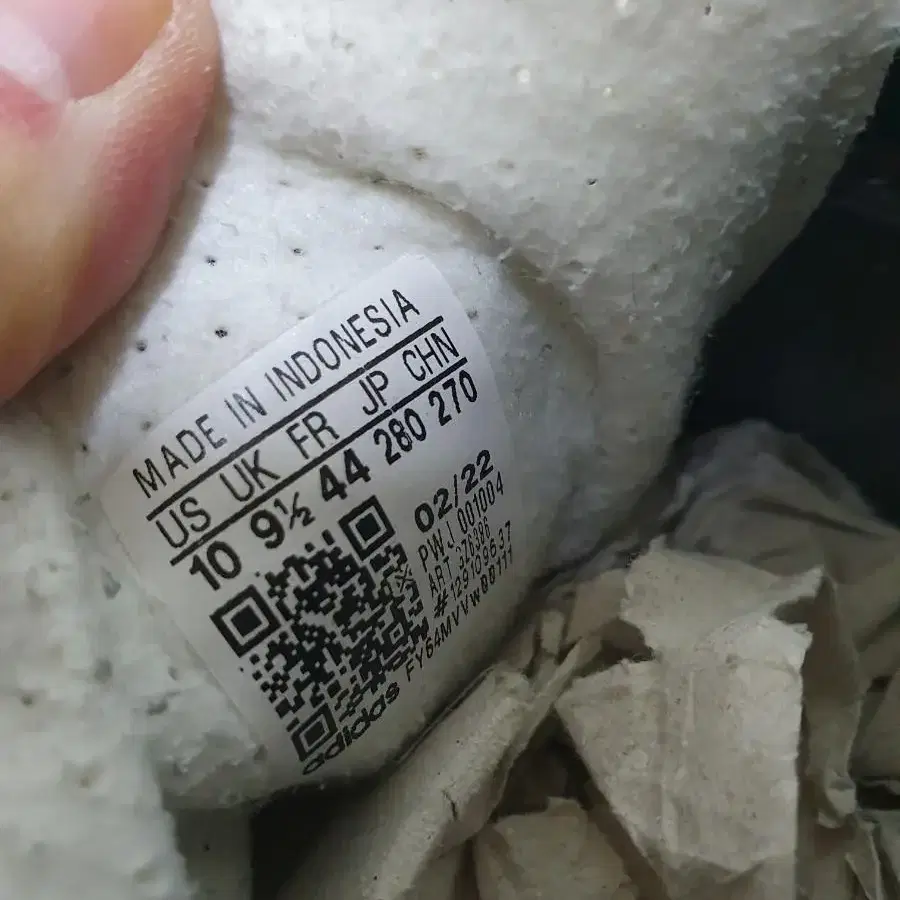 MADE IN INDONESIA
US UK FR JP CHN
10 9½ 44 280 270
02/22
PWJ 001004
ART
adidas